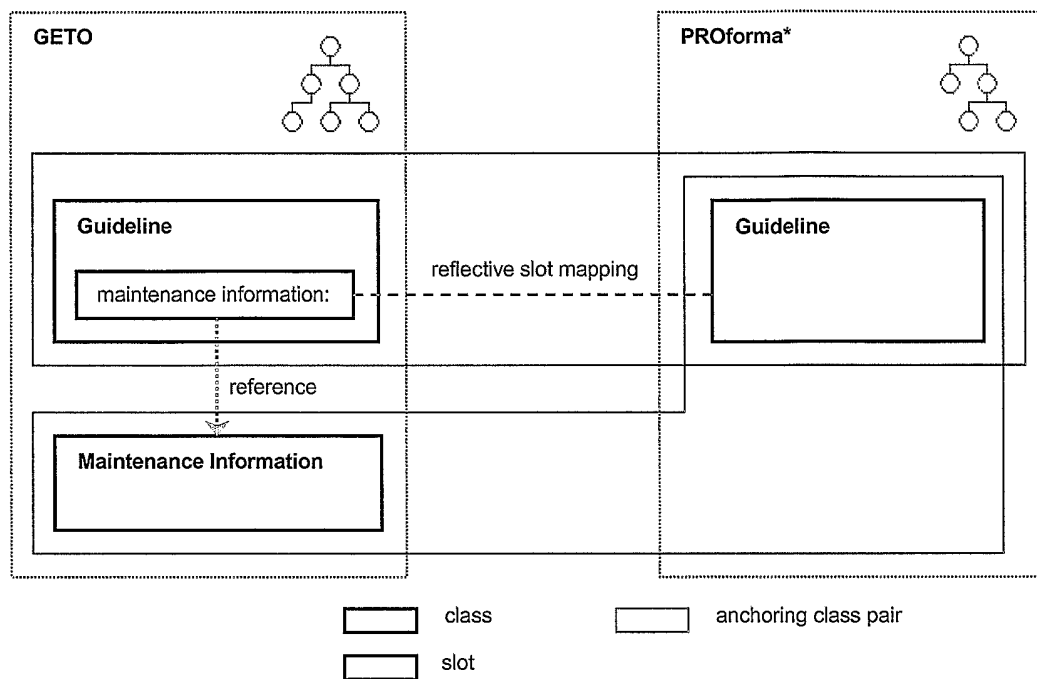 GETO
PROforma*
Guideline
Guideline
reflective slot mapping
maintenance information:
reference
Maintenance Information
class
anchoring class pair
slot